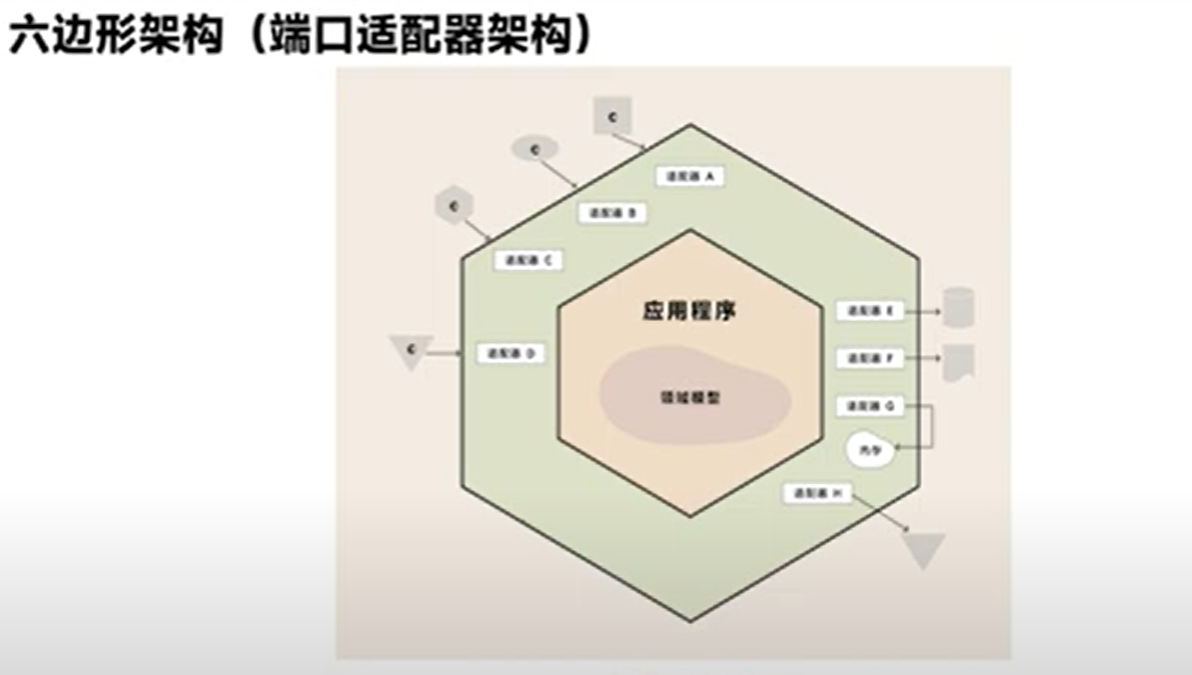 六边形架构（端口适配器架构）
C
C
适配器 A
C
适配器 B
适配器 C
应用程序
适配器 E
C
适配器 D
适配器 F
领域模型
适配器 G
内存
适配器 H